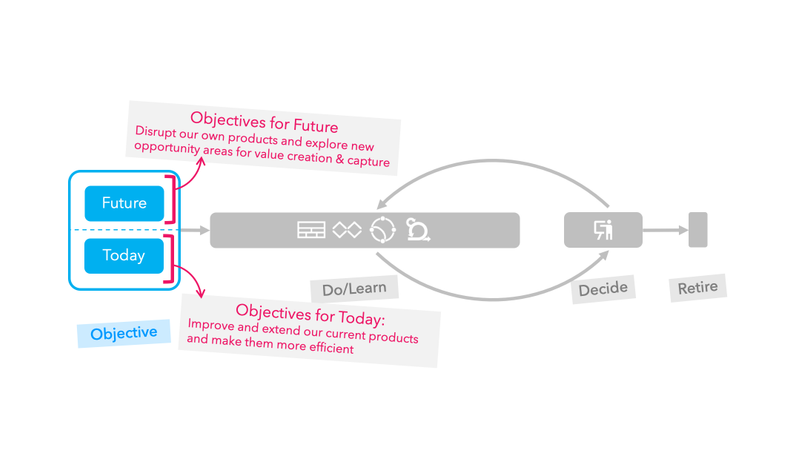 Objectives for Future
Disrupt our own products and explore new
opportunity areas for value creation & capture
Future
Today
Do/Learn
Decide
Retire
Objective
Objectives for Today:
Improve and extend our current products
and make them more efficient